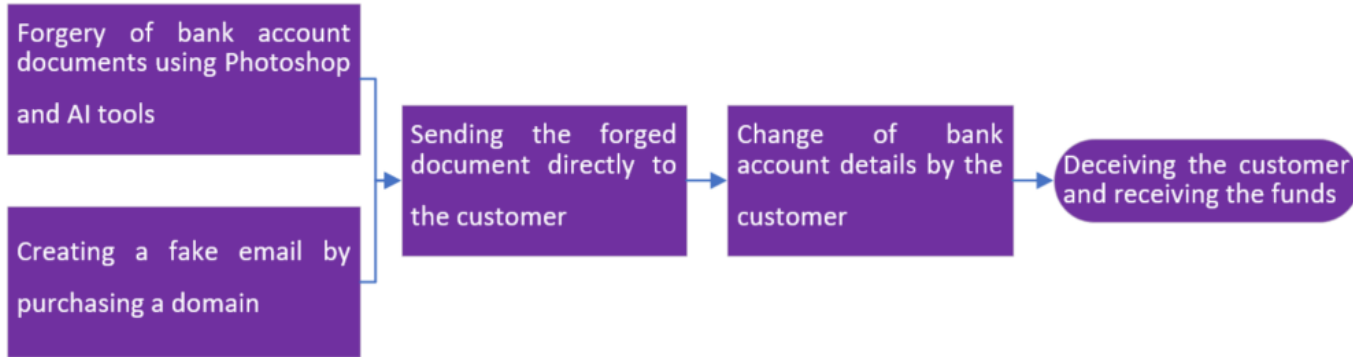 Forgery of bank account
documents using Photoshop
and AI tools
Creating a fake email by
purchasing a domain
Sending the forged
document directly to
the customer
Change of bank
account details by the
customer
Deceiving the customer
and receiving the funds